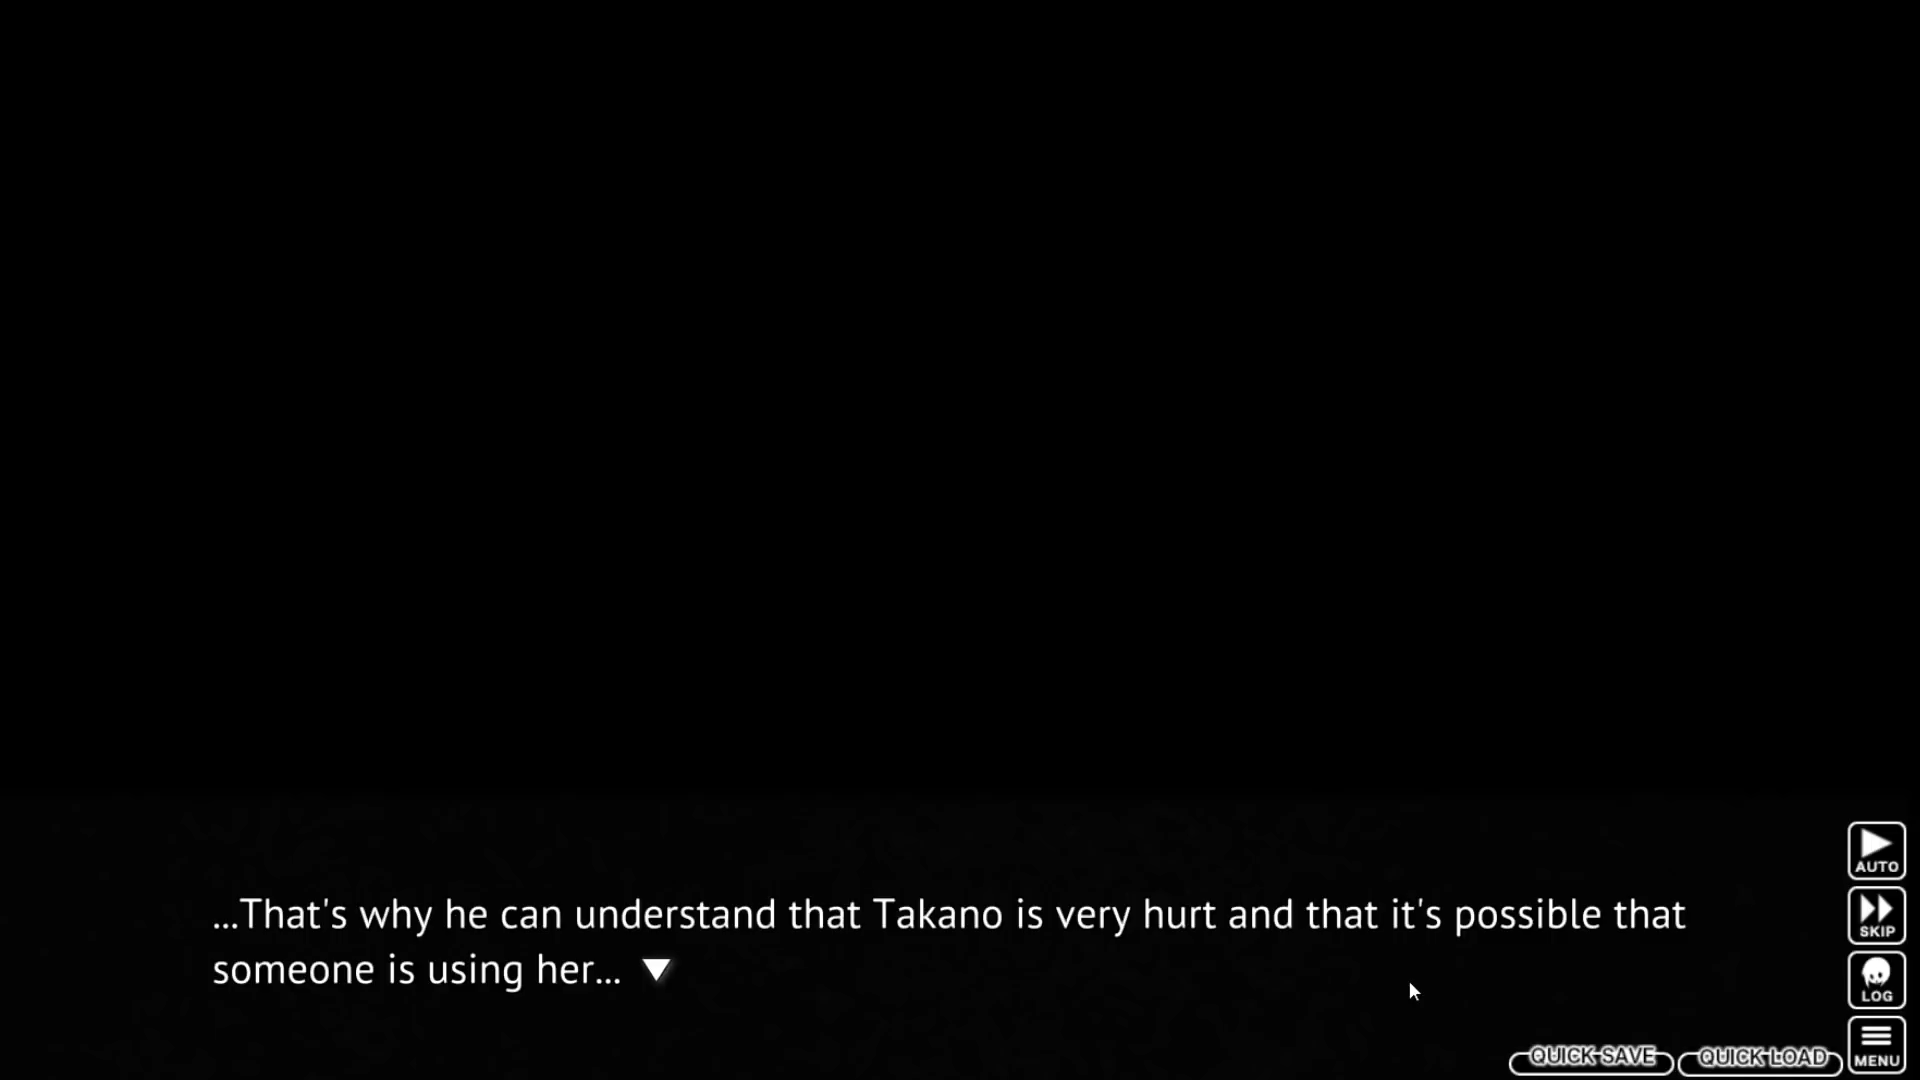 ...That's why he can understand that Takano is very hurt and that it's possible that
someone is using her...
AUTO
SKIP
LOG
MENU
QUICK SAVE
QUICK LOAD